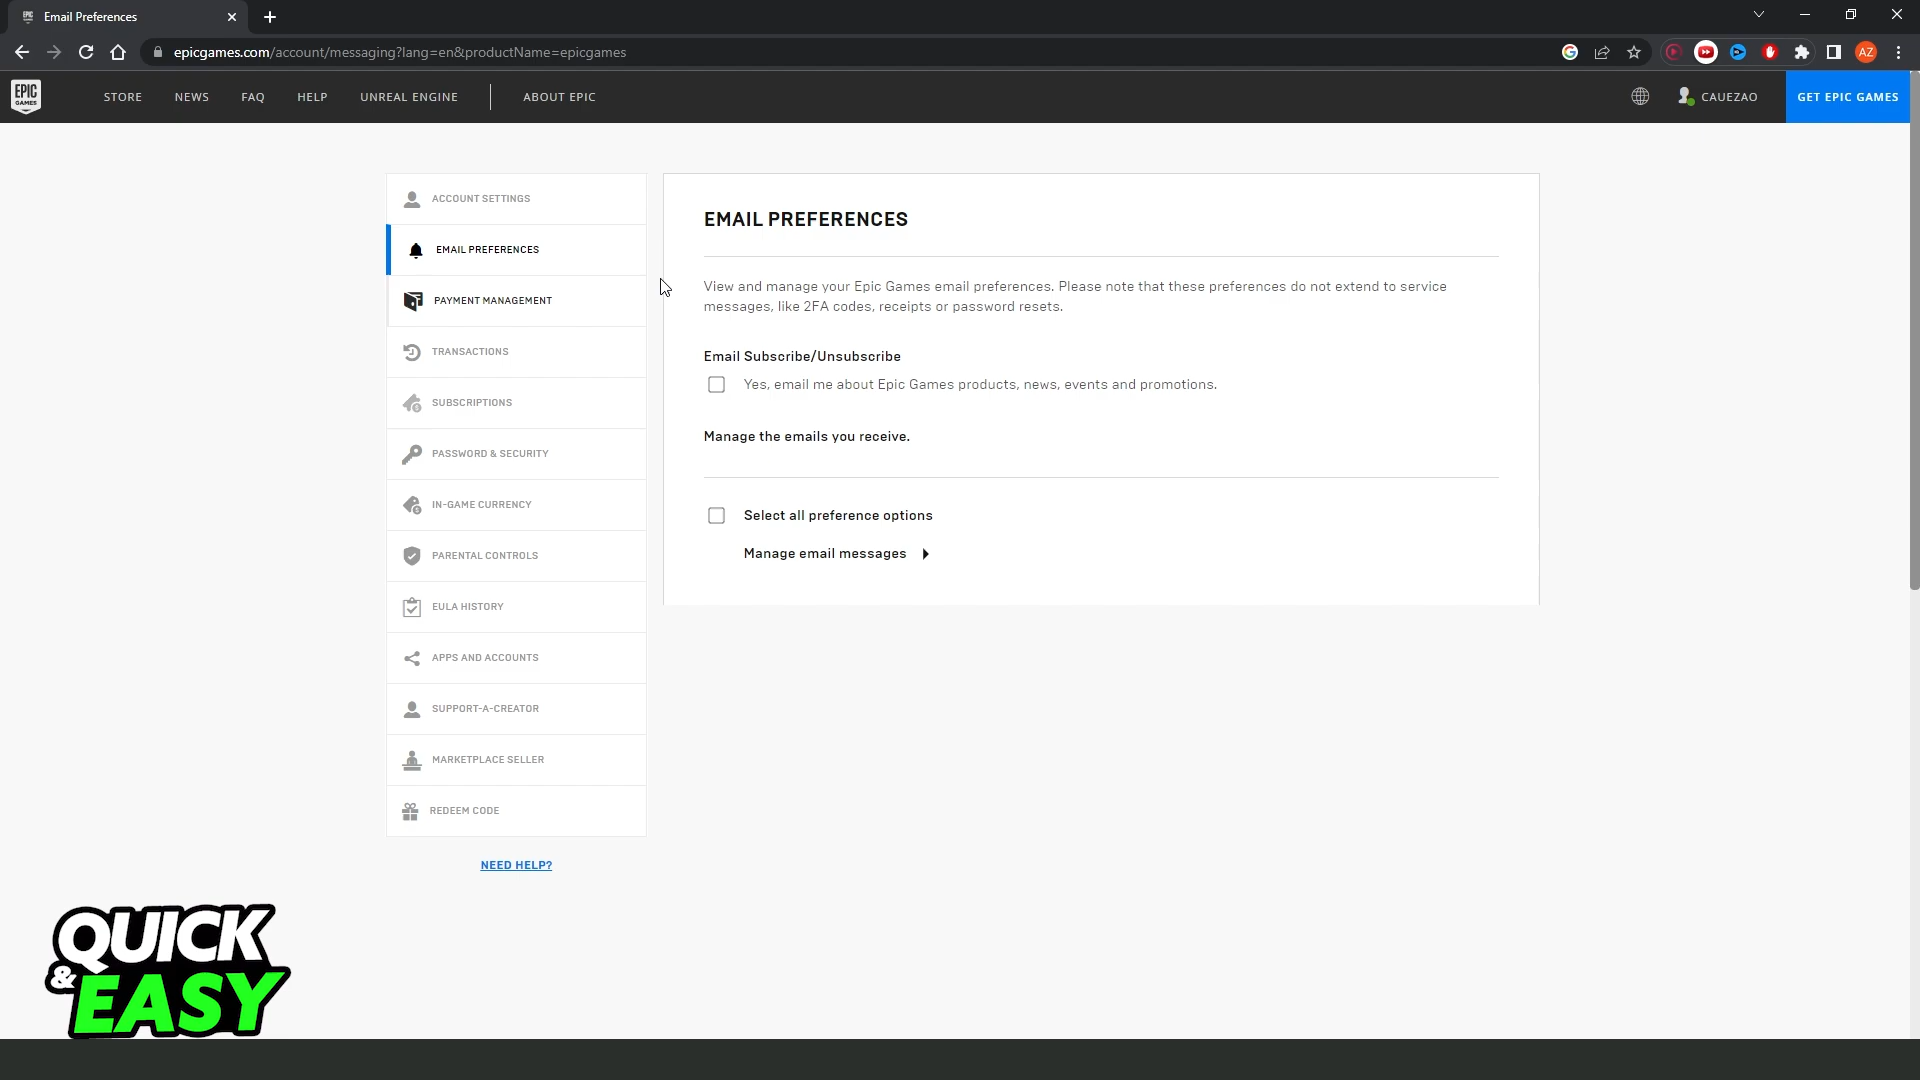 Email Preferences
epicgames.com/account/messaging?lang=en&productName=epicgames
AZ
EPIC
GAMES
STORE
NEWS
FAQ
HELP
UNREAL ENGINE
ABOUT EPIC
CAUEZAO
GET EPIC GAMES
ACCOUNT SETTINGS
EMAIL PREFERENCES
PAYMENT MANAGEMENT
TRANSACTIONS
SUBSCRIPTIONS
PASSWORD & SECURITY
IN-GAME CURRENCY
PARENTAL CONTROLS
EULA HISTORY
APPS AND ACCOUNTS
SUPPORT-A-CREATOR
MARKETPLACE SELLER
REDEEM CODE
NEED HELP?
EMAIL PREFERENCES
View and manage your Epic Games email preferences. Please note that these preferences do not extend to service
messages, like 2FA codes, receipts or password resets.
Email Subscribe/Unsubscribe
Yes, email me about Epic Games products, news, events and promotions.
Manage the emails you receive.
Select all preference options
Manage email messages
QUICK
& EASY